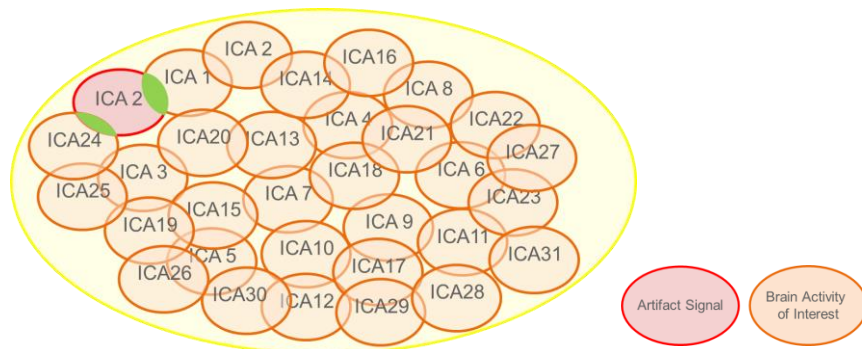 ICA 2
ICA16
ICA 1
ICA14
ICA 8
ICA 2
ICA 4
ICA22
ICA24
ICA20
ICA13
ICA21
ICA27
ICA 3
ICA18
ICA 6
ICA25
ICA 7
ICA23
ICA15
ICA19
ICA 9
ICA11
ICA 5
ICA10
ICA31
ICA26
ICA17
ICA30
ICA12
ICA29
ICA28
Artifact Signal
Brain Activity
of Interest